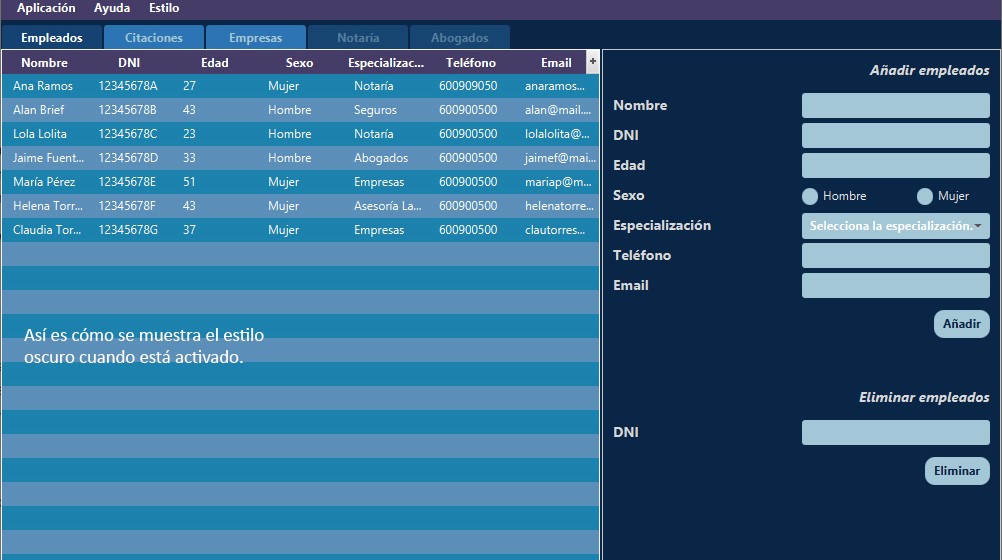 Aplicación Ayuda Estilo
Empleados Citaciones Empresas Notaría Abogados
Nombre DNI Edad Sexo Especializac... Teléfono Email +
Ana Ramos 12345678A 27 Mujer Notaría 600909050 anaramos...
Alan Brief 12345678B 43 Hombre Seguros 600900500 alan@mail....
Lola Lolita 12345678C 23 Hombre Notaría 600900500 lolalolita@...
Jaime Fuent... 12345678D 33 Hombre Abogados 600900500 jaimef@mai...
María Pérez 12345678E 51 Mujer Empresas 600900500 mariap@m...
Helena Torr... 12345678F 43 Mujer Asesoría La... 600900500 helenatorre...
Claudia Tor... 12345678G 37 Mujer Empresas 600900500 clautorres...
Así es cómo se muestra el estilo
oscuro cuando está activado.
Añadir empleados
Nombre
DNI
Edad
Sexo Hombre Mujer
Especialización Selecciona la especialización.
Teléfono
Email
Añadir
Eliminar empleados
DNI
Eliminar